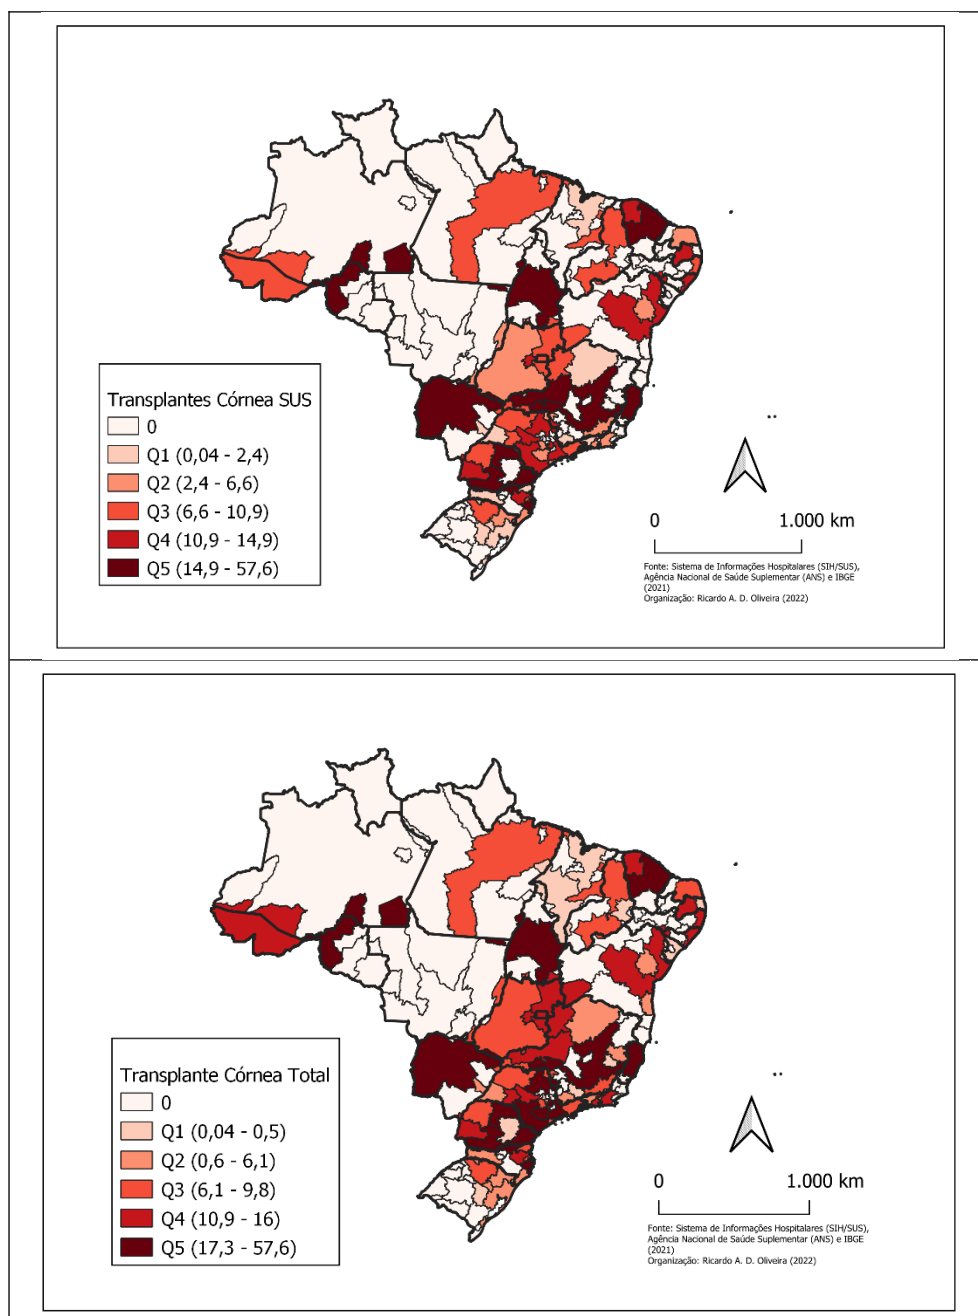 Transplantes Córnea SUS
0
Q1 (0,04 - 2,4)
Q2 (2,4 - 6,6)
Q3 (6,6 - 10,9)
Q4 (10,9 - 14,9)
Q5 (14,9 - 57,6)
0 1.000 km
Fonte: Sistema de Informações Hospitalares (SIH/SUS),
Agência Nacional de Saúde Suplementar (ANS) e IBGE
(2021)
Organização: Ricardo A. D. Oliveira (2022)
Transplante Córnea Total
0
Q1 (0,04 - 0,5)
Q2 (0,6 - 6,1)
Q3 (6,1 - 9,8)
Q4 (10,9 - 16)
Q5 (17,3 - 57,6)
0 1.000 km
Fonte: Sistema de Informações Hospitalares (SIH/SUS),
Agência Nacional de Saúde Suplementar (ANS) e IBGE
(2021)
Organização: Ricardo A. D. Oliveira (2022)